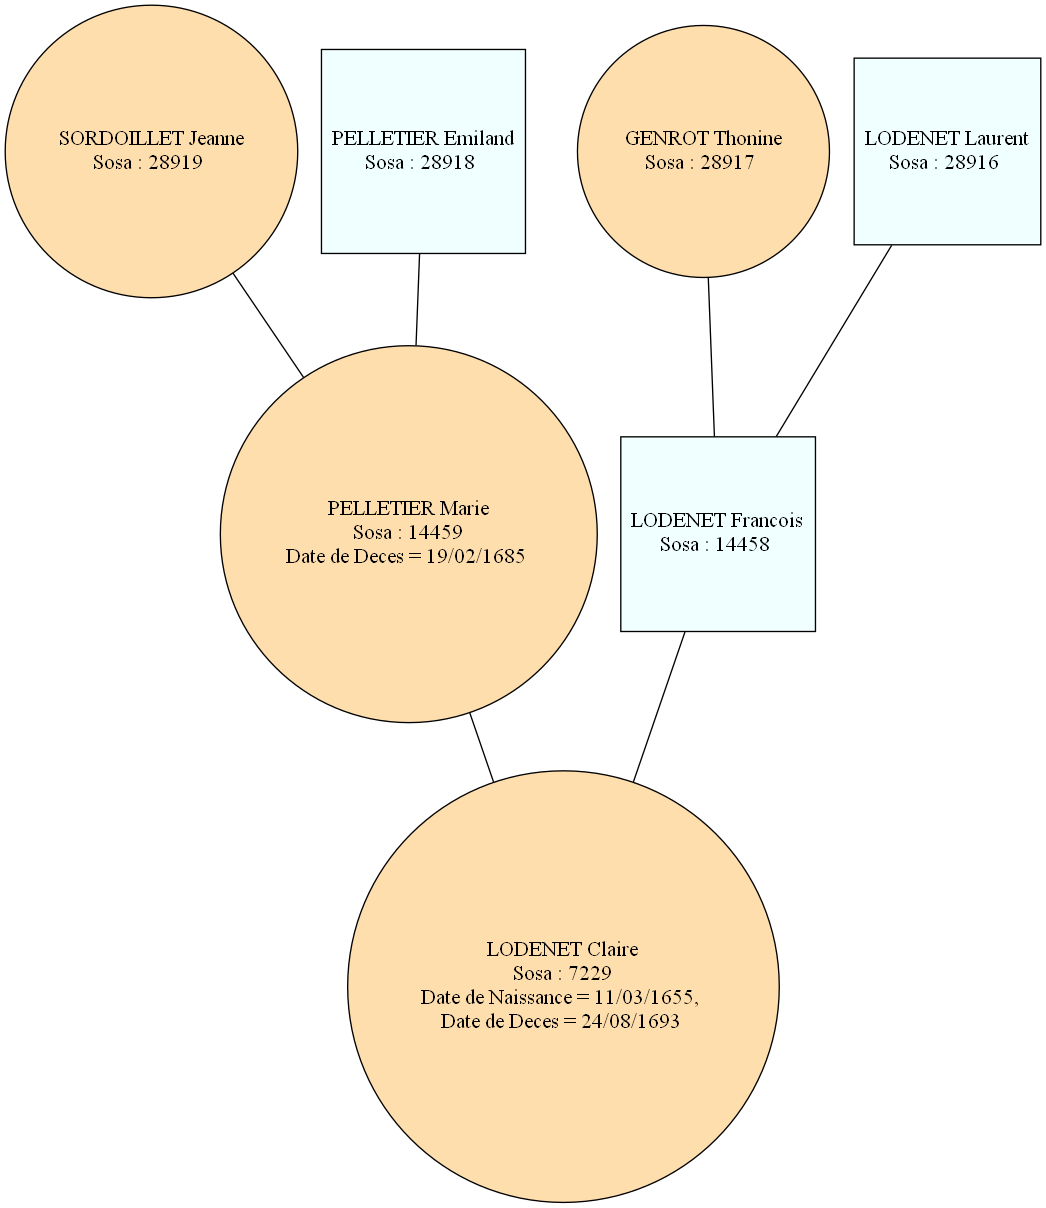 SORDOILLET Jeanne
Sosa : 28919
PELLETIER Emiland
Sosa : 28918
GENROT Thonine
Sosa : 28917
LODENET Laurent
Sosa : 28916
PELLETIER Marie
Sosa : 14459
Date de Deces = 19/02/1685
LODENET Francois
Sosa : 14458
LODENET Claire
Sosa : 7229
Date de Naissance = 11/03/1655,
Date de Deces = 24/08/1693